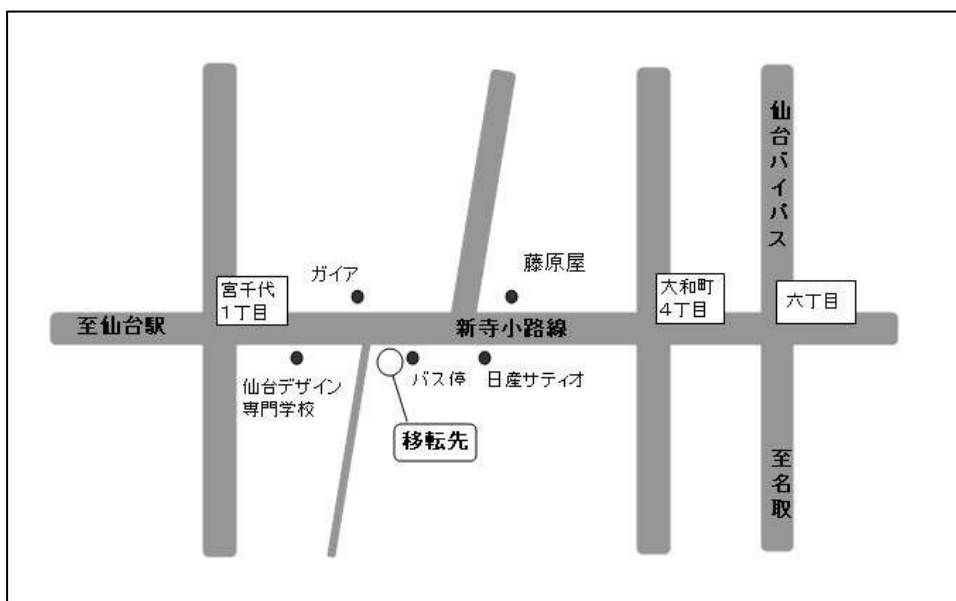 仙台バイパス
藤原屋
ガイア
宮千代
１丁目
大和町
４丁目
六丁目
至仙台駅
新寺小路線
仙台デザイン
専門学校
バス停
日産サティオ
移転先
至名取